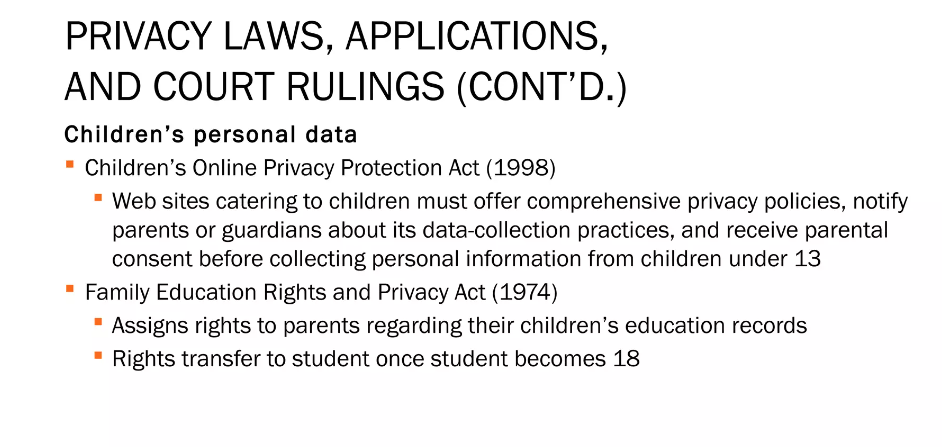 PRIVACY LAWS, APPLICATIONS,
AND COURT RULINGS (CONT'D.)
Children's personal data
▪ Children's Online Privacy Protection Act (1998)
▪ Web sites catering to children must offer comprehensive privacy policies, notify
parents or guardians about its data-collection practices, and receive parental
consent before collecting personal information from children under 13
▪ Family Education Rights and Privacy Act (1974)
▪ Assigns rights to parents regarding their children's education records
▪ Rights transfer to student once student becomes 18